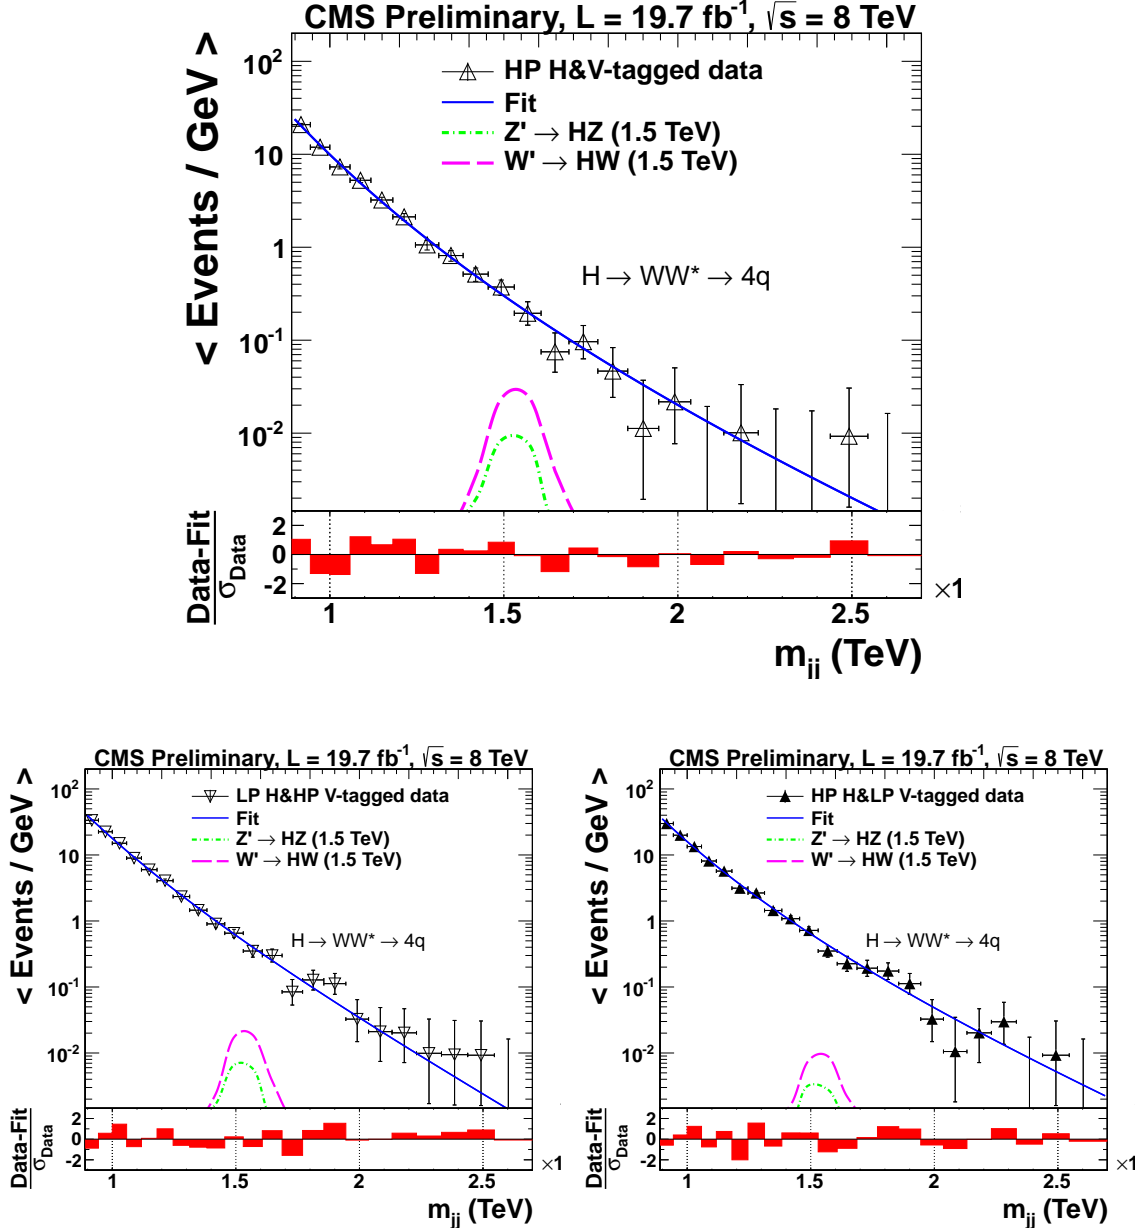 CMS Preliminary, L = 19.7 fb⁻¹, √s = 8 TeV
< Events / GeV >
10²
10
1
10⁻¹
10⁻²
HP H&V-tagged data
Fit
Z' → HZ (1.5 TeV)
W' → HW (1.5 TeV)
H → WW* → 4q
Data-Fit
σData
2
0
-2
×1
1 1.5 2 2.5
mjj (TeV)
CMS Preliminary, L = 19.7 fb⁻¹, √s = 8 TeV
< Events / GeV >
10²
10
1
10⁻¹
10⁻²
LP H&HP V-tagged data
Fit
Z' → HZ (1.5 TeV)
W' → HW (1.5 TeV)
H → WW* → 4q
Data-Fit
σData
2
0
-2
×1
1 1.5 2 2.5
mjj (TeV)
CMS Preliminary, L = 19.7 fb⁻¹, √s = 8 TeV
< Events / GeV >
10²
10
1
10⁻¹
10⁻²
HP H&LP V-tagged data
Fit
Z' → HZ (1.5 TeV)
W' → HW (1.5 TeV)
H → WW* → 4q
Data-Fit
σData
2
0
-2
×1
1 1.5 2 2.5
mjj (TeV)